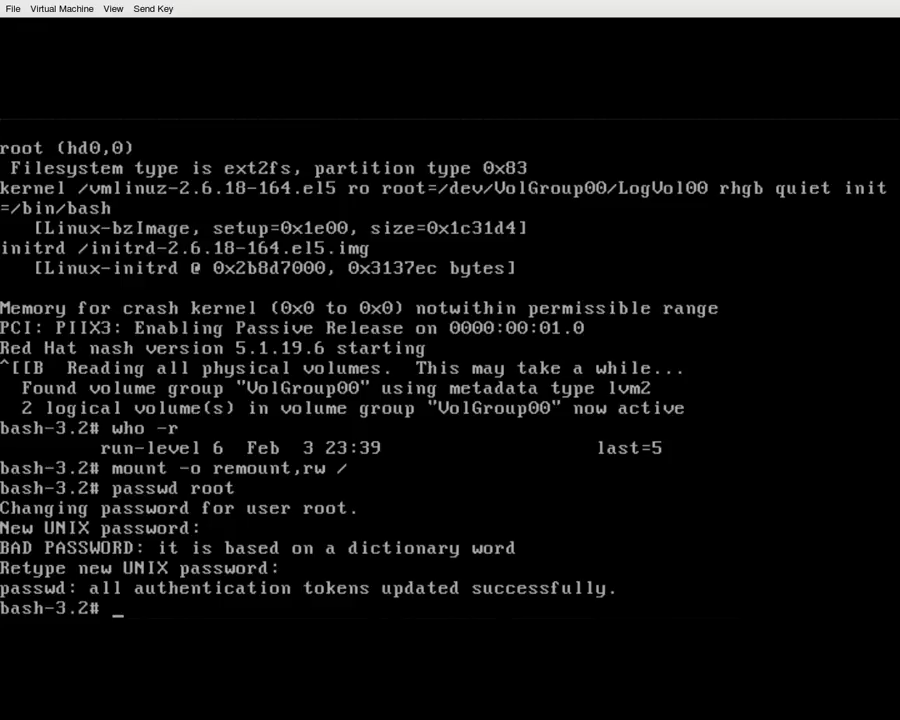 File Virtual Machine View Send Key
root (hd0,0)
Filesystem type is ext2fs, partition type 0x83
kernel /vmlinuz-2.6.18-164.el5 ro root=/dev/VolGroup00/LogVol00 rhgb quiet init
=/bin/bash
[Linux-bzImage, setup=0x1e00, size=0x1c31d4]
initrd /initrd-2.6.18-164.el5.img
[Linux-initrd @ 0x2b8d7000, 0x3137ec bytes]
Memory for crash kernel (0x0 to 0x0) notwithin permissible range
PCI: PIIX3: Enabling Passive Release on 0000:00:01.0
Red Hat nash version 5.1.19.6 starting
^[[B  Reading all physical volumes.  This may take a while...
Found volume group "VolGroup00" using metadata type lvm2
2 logical volume(s) in volume group "VolGroup00" now active
bash-3.2# who -r
run-level 6  Feb  3 23:39                    last=5
bash-3.2# mount -o remount,rw /
bash-3.2# passwd root
Changing password for user root.
New UNIX password:
BAD PASSWORD: it is based on a dictionary word
Retype new UNIX password:
passwd: all authentication tokens updated successfully.
bash-3.2# _